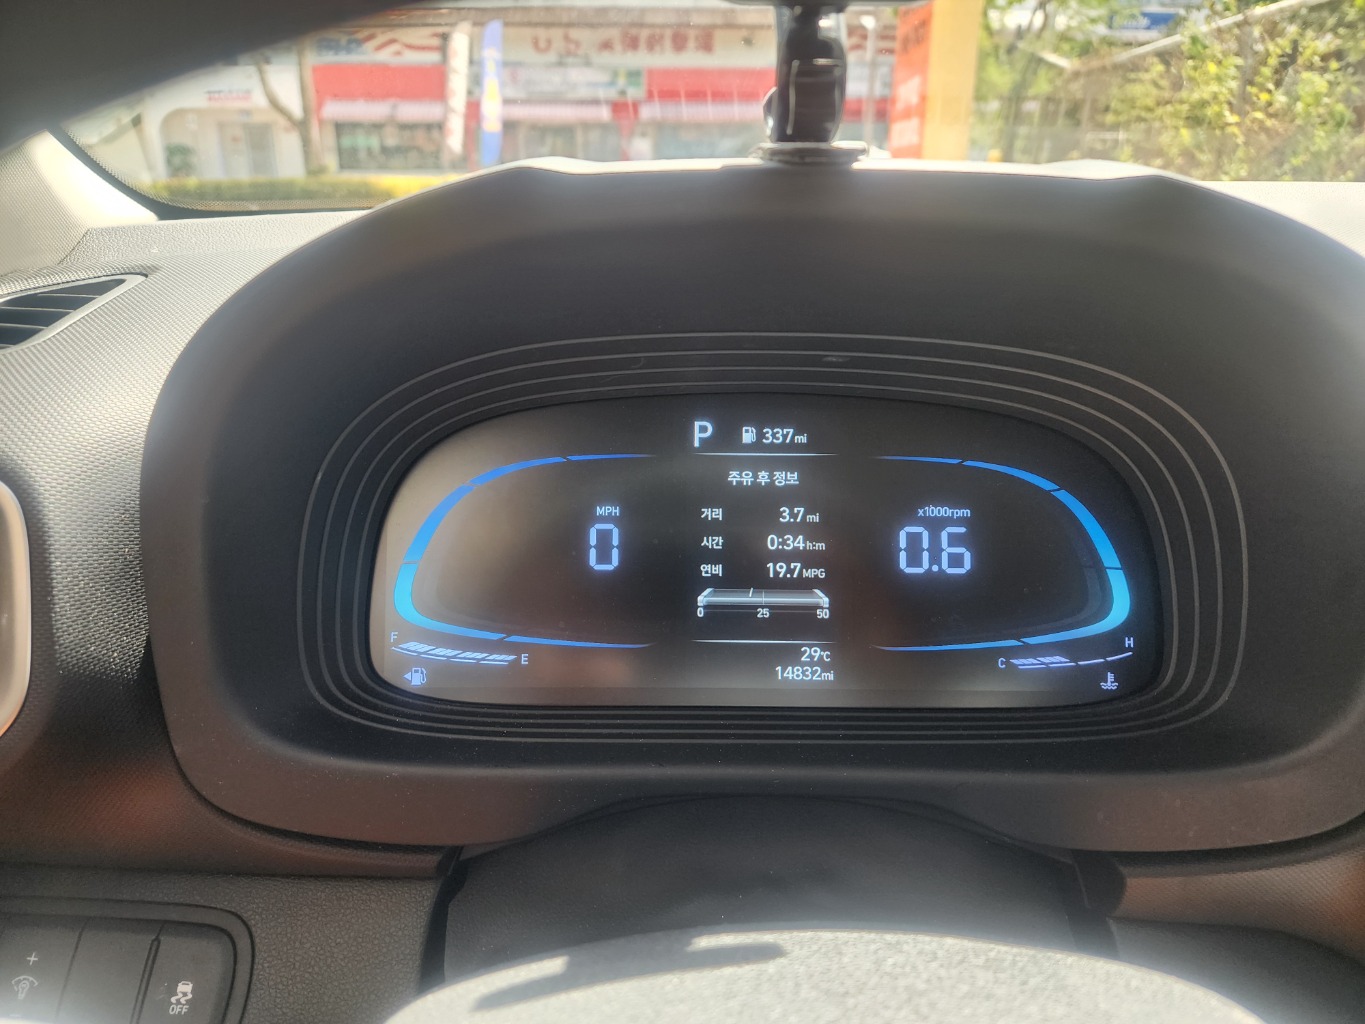 P 337mi
주유 후 정보
MPH
0
거리 3.7mi
시간 0:34h:m
연비 19.7MPG
0 25 50
x1000rpm
0.6
F E
C H
29℃
14832mi
+
OFF